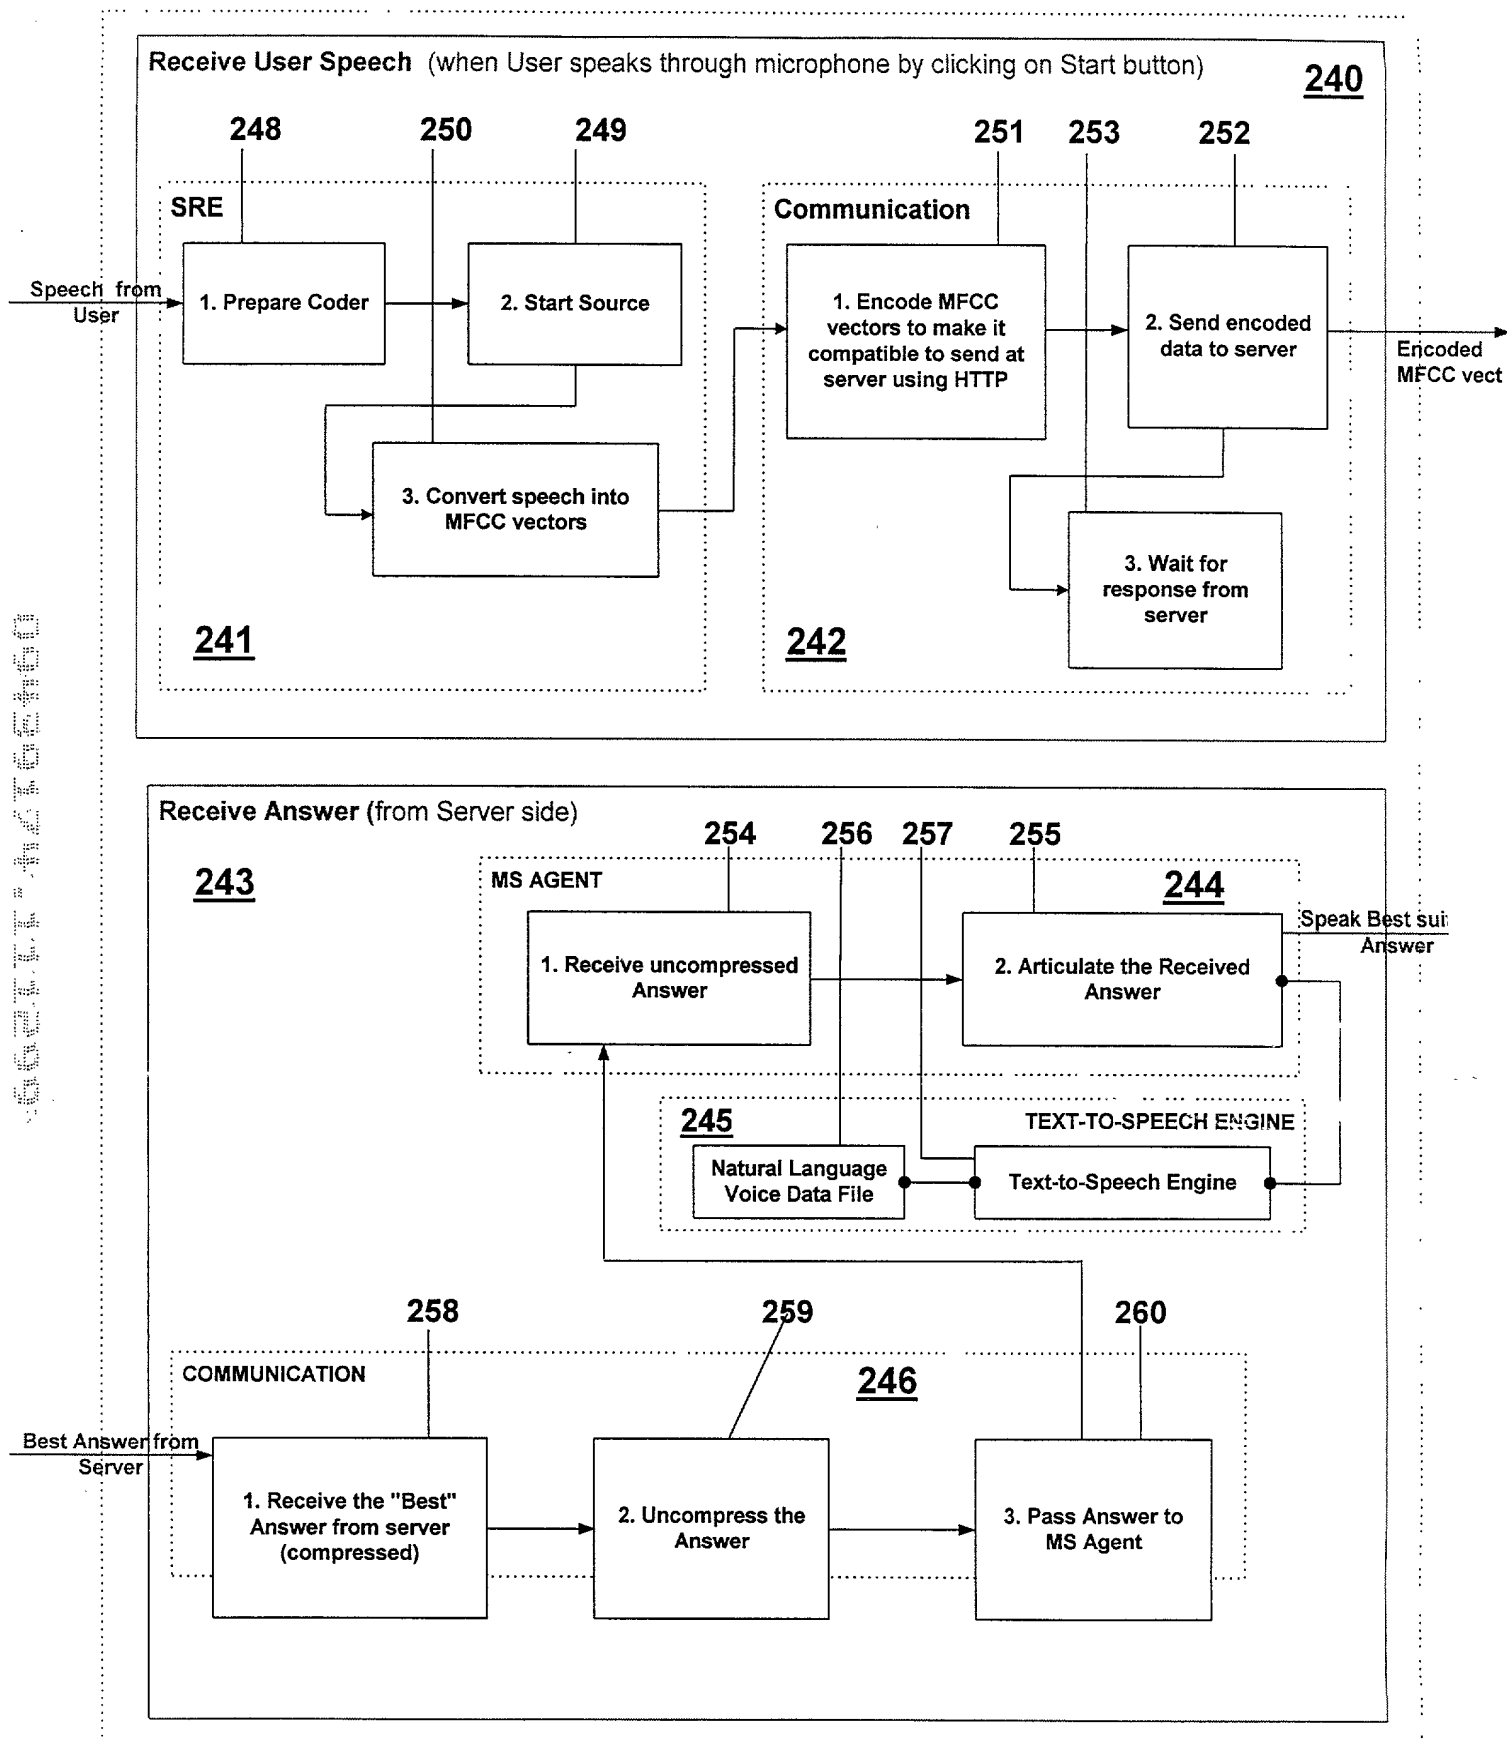 Receive User Speech (when User speaks through microphone by clicking on Start button)
240
248
250
249
251
253
252
SRE
Communication
Speech from
User
1. Prepare Coder
2. Start Source
1. Encode MFCC
vectors to make it
compatible to send at
server using HTTP
2. Send encoded
data to server
Encoded
MFCC vect
3. Convert speech into
MFCC vectors
3. Wait for
response from
server
241
242
Receive Answer (from Server side)
243
254
256
257
255
MS AGENT
244
1. Receive uncompressed
Answer
2. Articulate the Received
Answer
Speak Best sui
Answer
245
TEXT-TO-SPEECH ENGINE
Natural Language
Voice Data File
Text-to-Speech Engine
258
259
260
COMMUNICATION
246
Best Answer from
Server
1. Receive the "Best"
Answer from server
(compressed)
2. Uncompress the
Answer
3. Pass Answer to
MS Agent